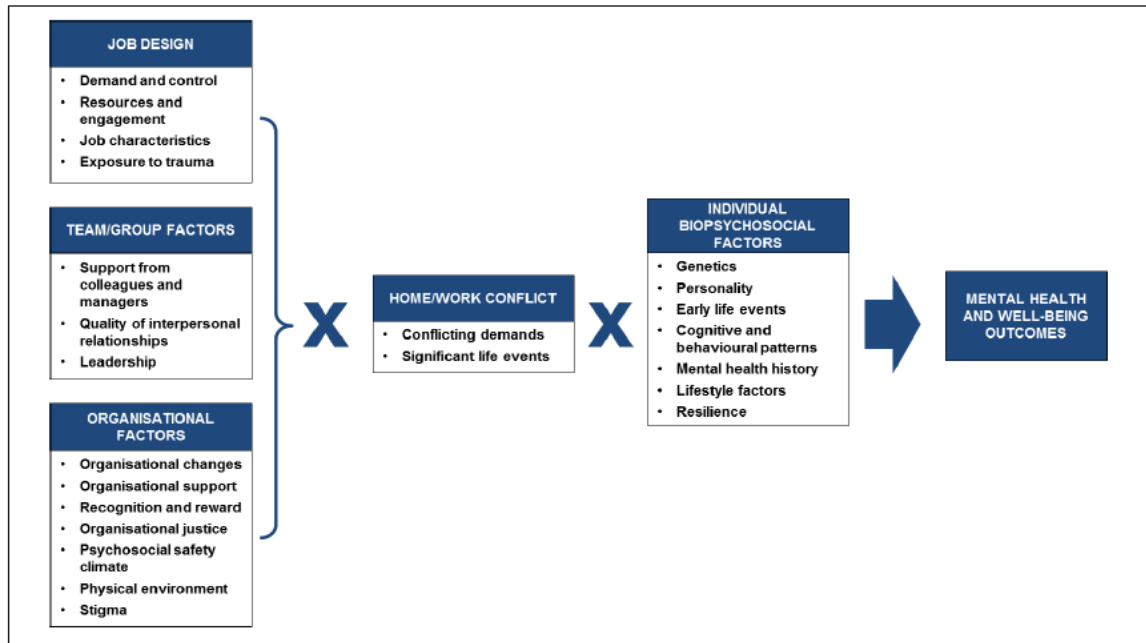 JOB DESIGN
• Demand and control
• Resources and
engagement
• Job characteristics
• Exposure to trauma
TEAM/GROUP FACTORS
• Support from
colleagues and
managers
• Quality of interpersonal
relationships
• Leadership
ORGANISATIONAL
FACTORS
• Organisational changes
• Organisational support
• Recognition and reward
• Organisational justice
• Psychosocial safety
climate
• Physical environment
• Stigma
X
HOME/WORK CONFLICT
• Conflicting demands
• Significant life events
X
INDIVIDUAL
BIOPSYCHOSOCIAL
FACTORS
• Genetics
• Personality
• Early life events
• Cognitive and
behavioural patterns
• Mental health history
• Lifestyle factors
• Resilience
MENTAL HEALTH
AND WELL-BEING
OUTCOMES